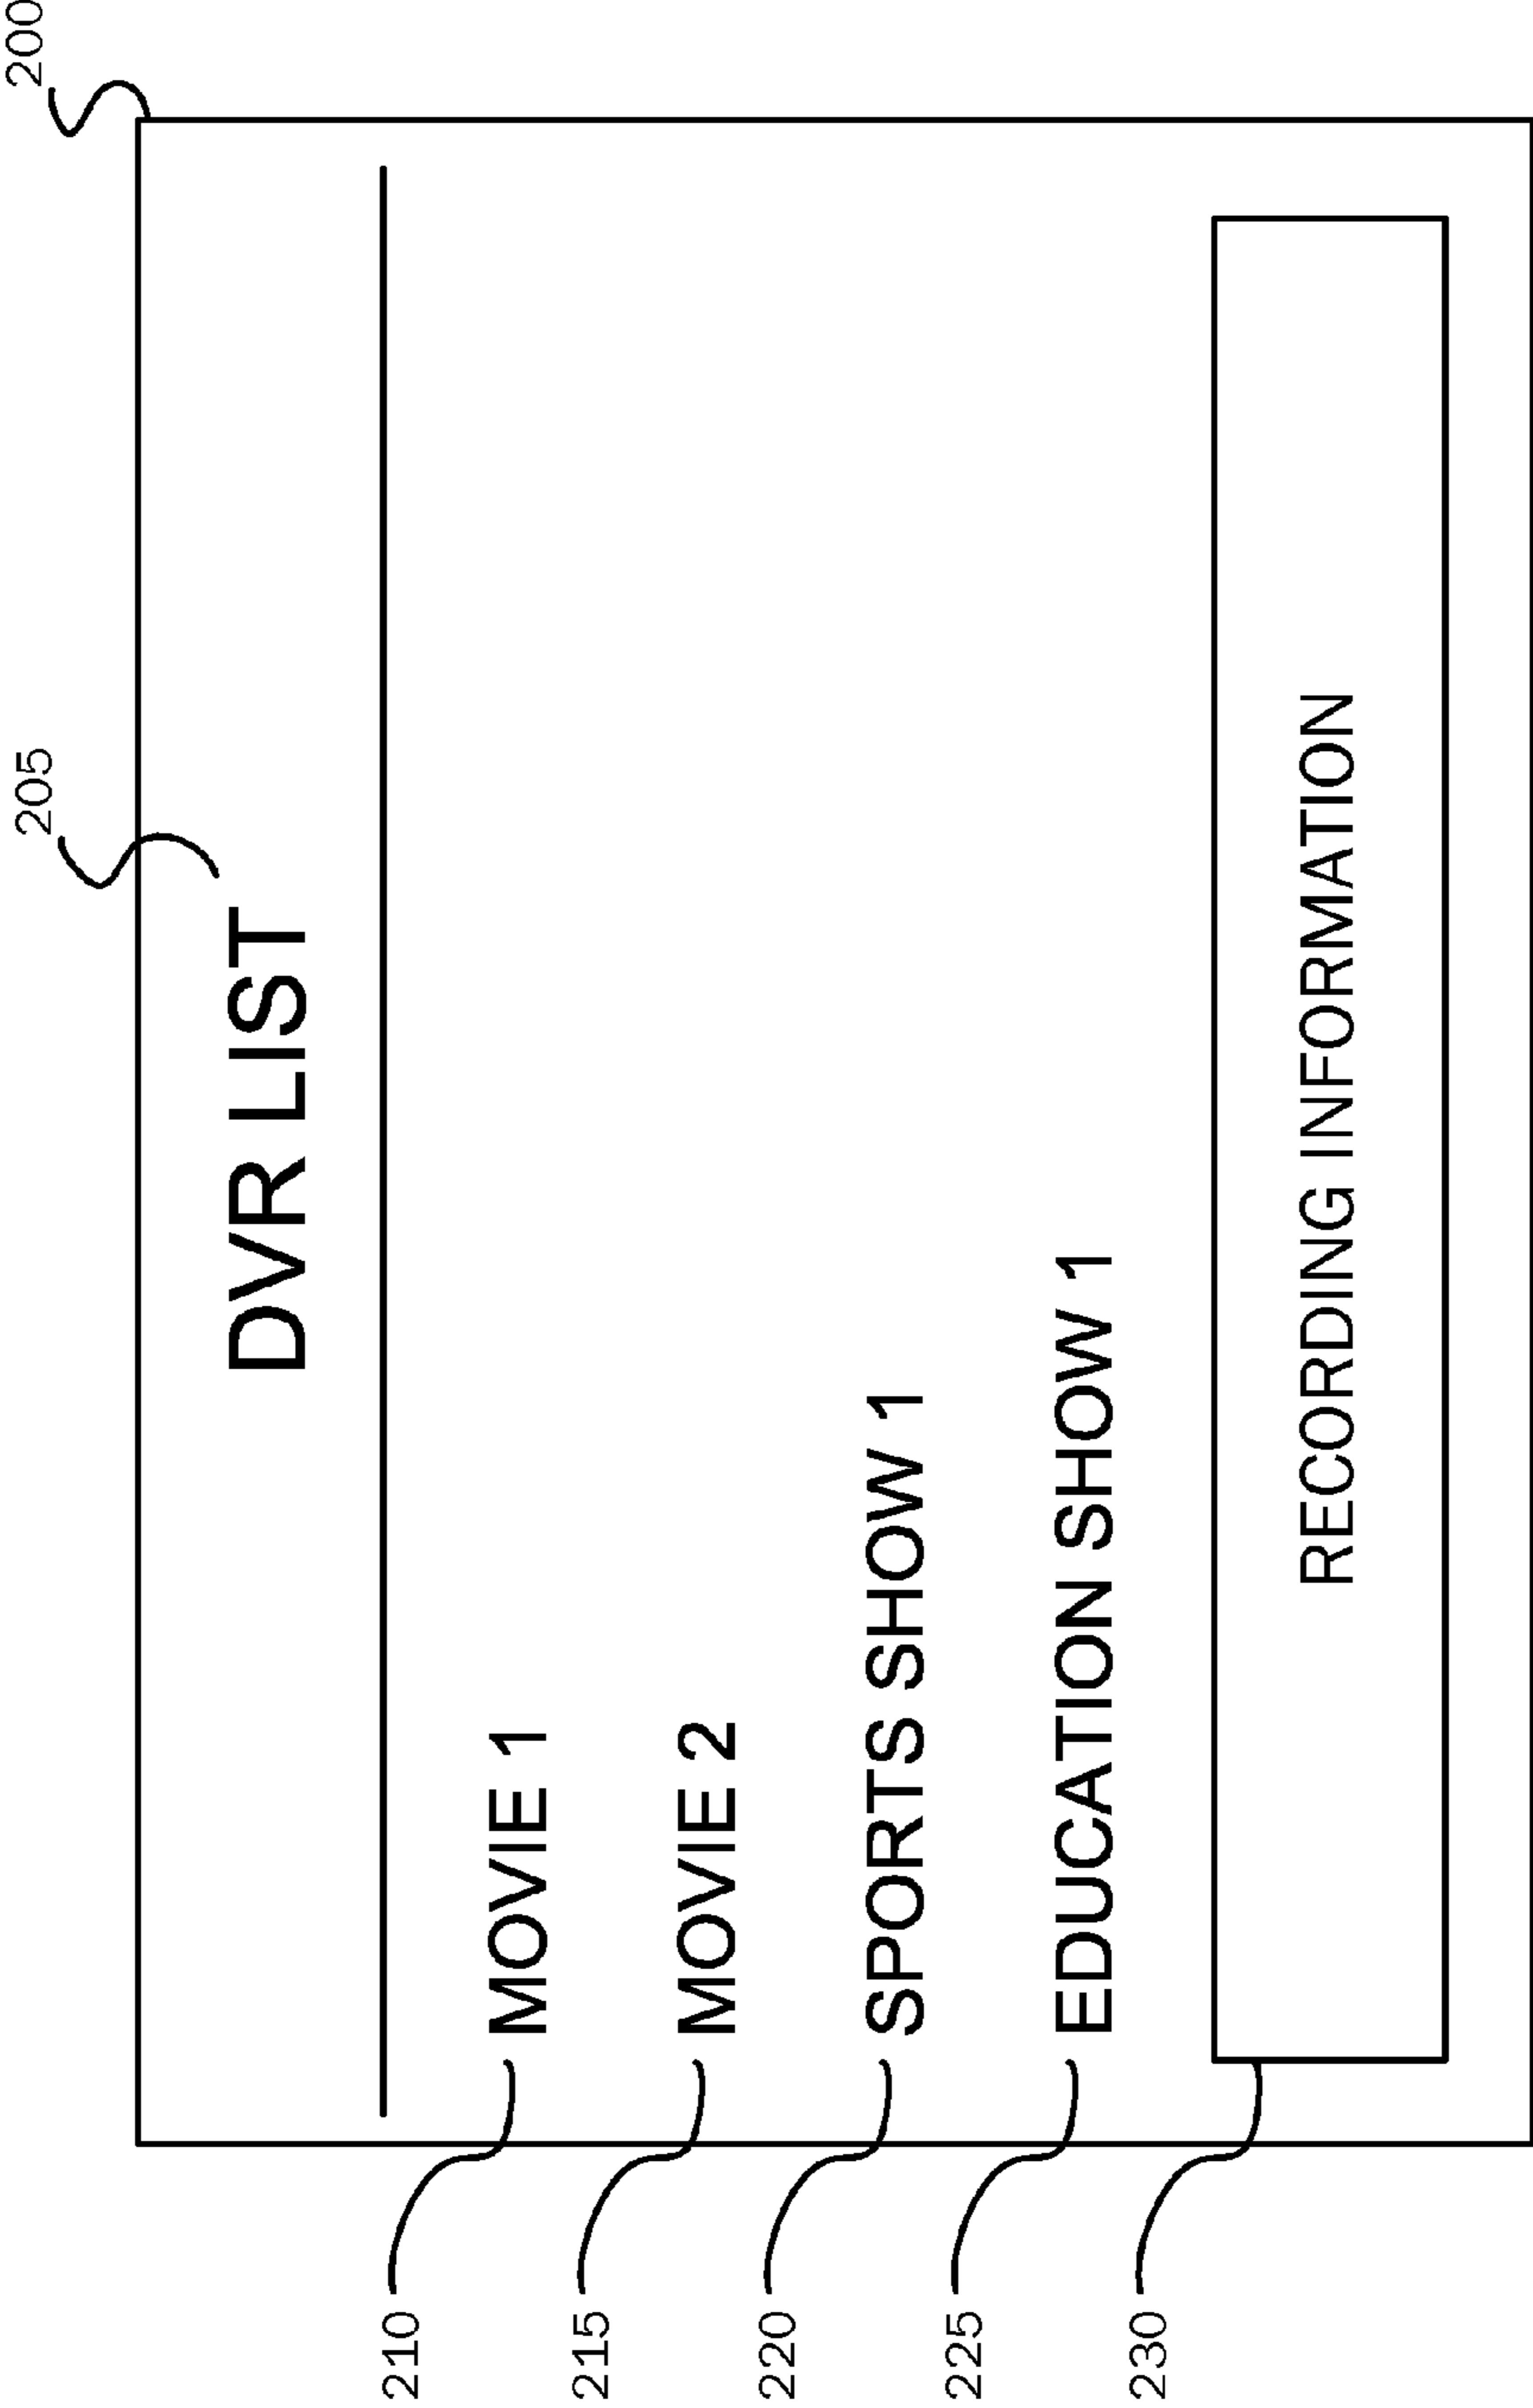 200
205
DVR LIST
210 MOVIE 1
215 MOVIE 2
220 SPORTS SHOW 1
225 EDUCATION SHOW 1
230 RECORDING INFORMATION